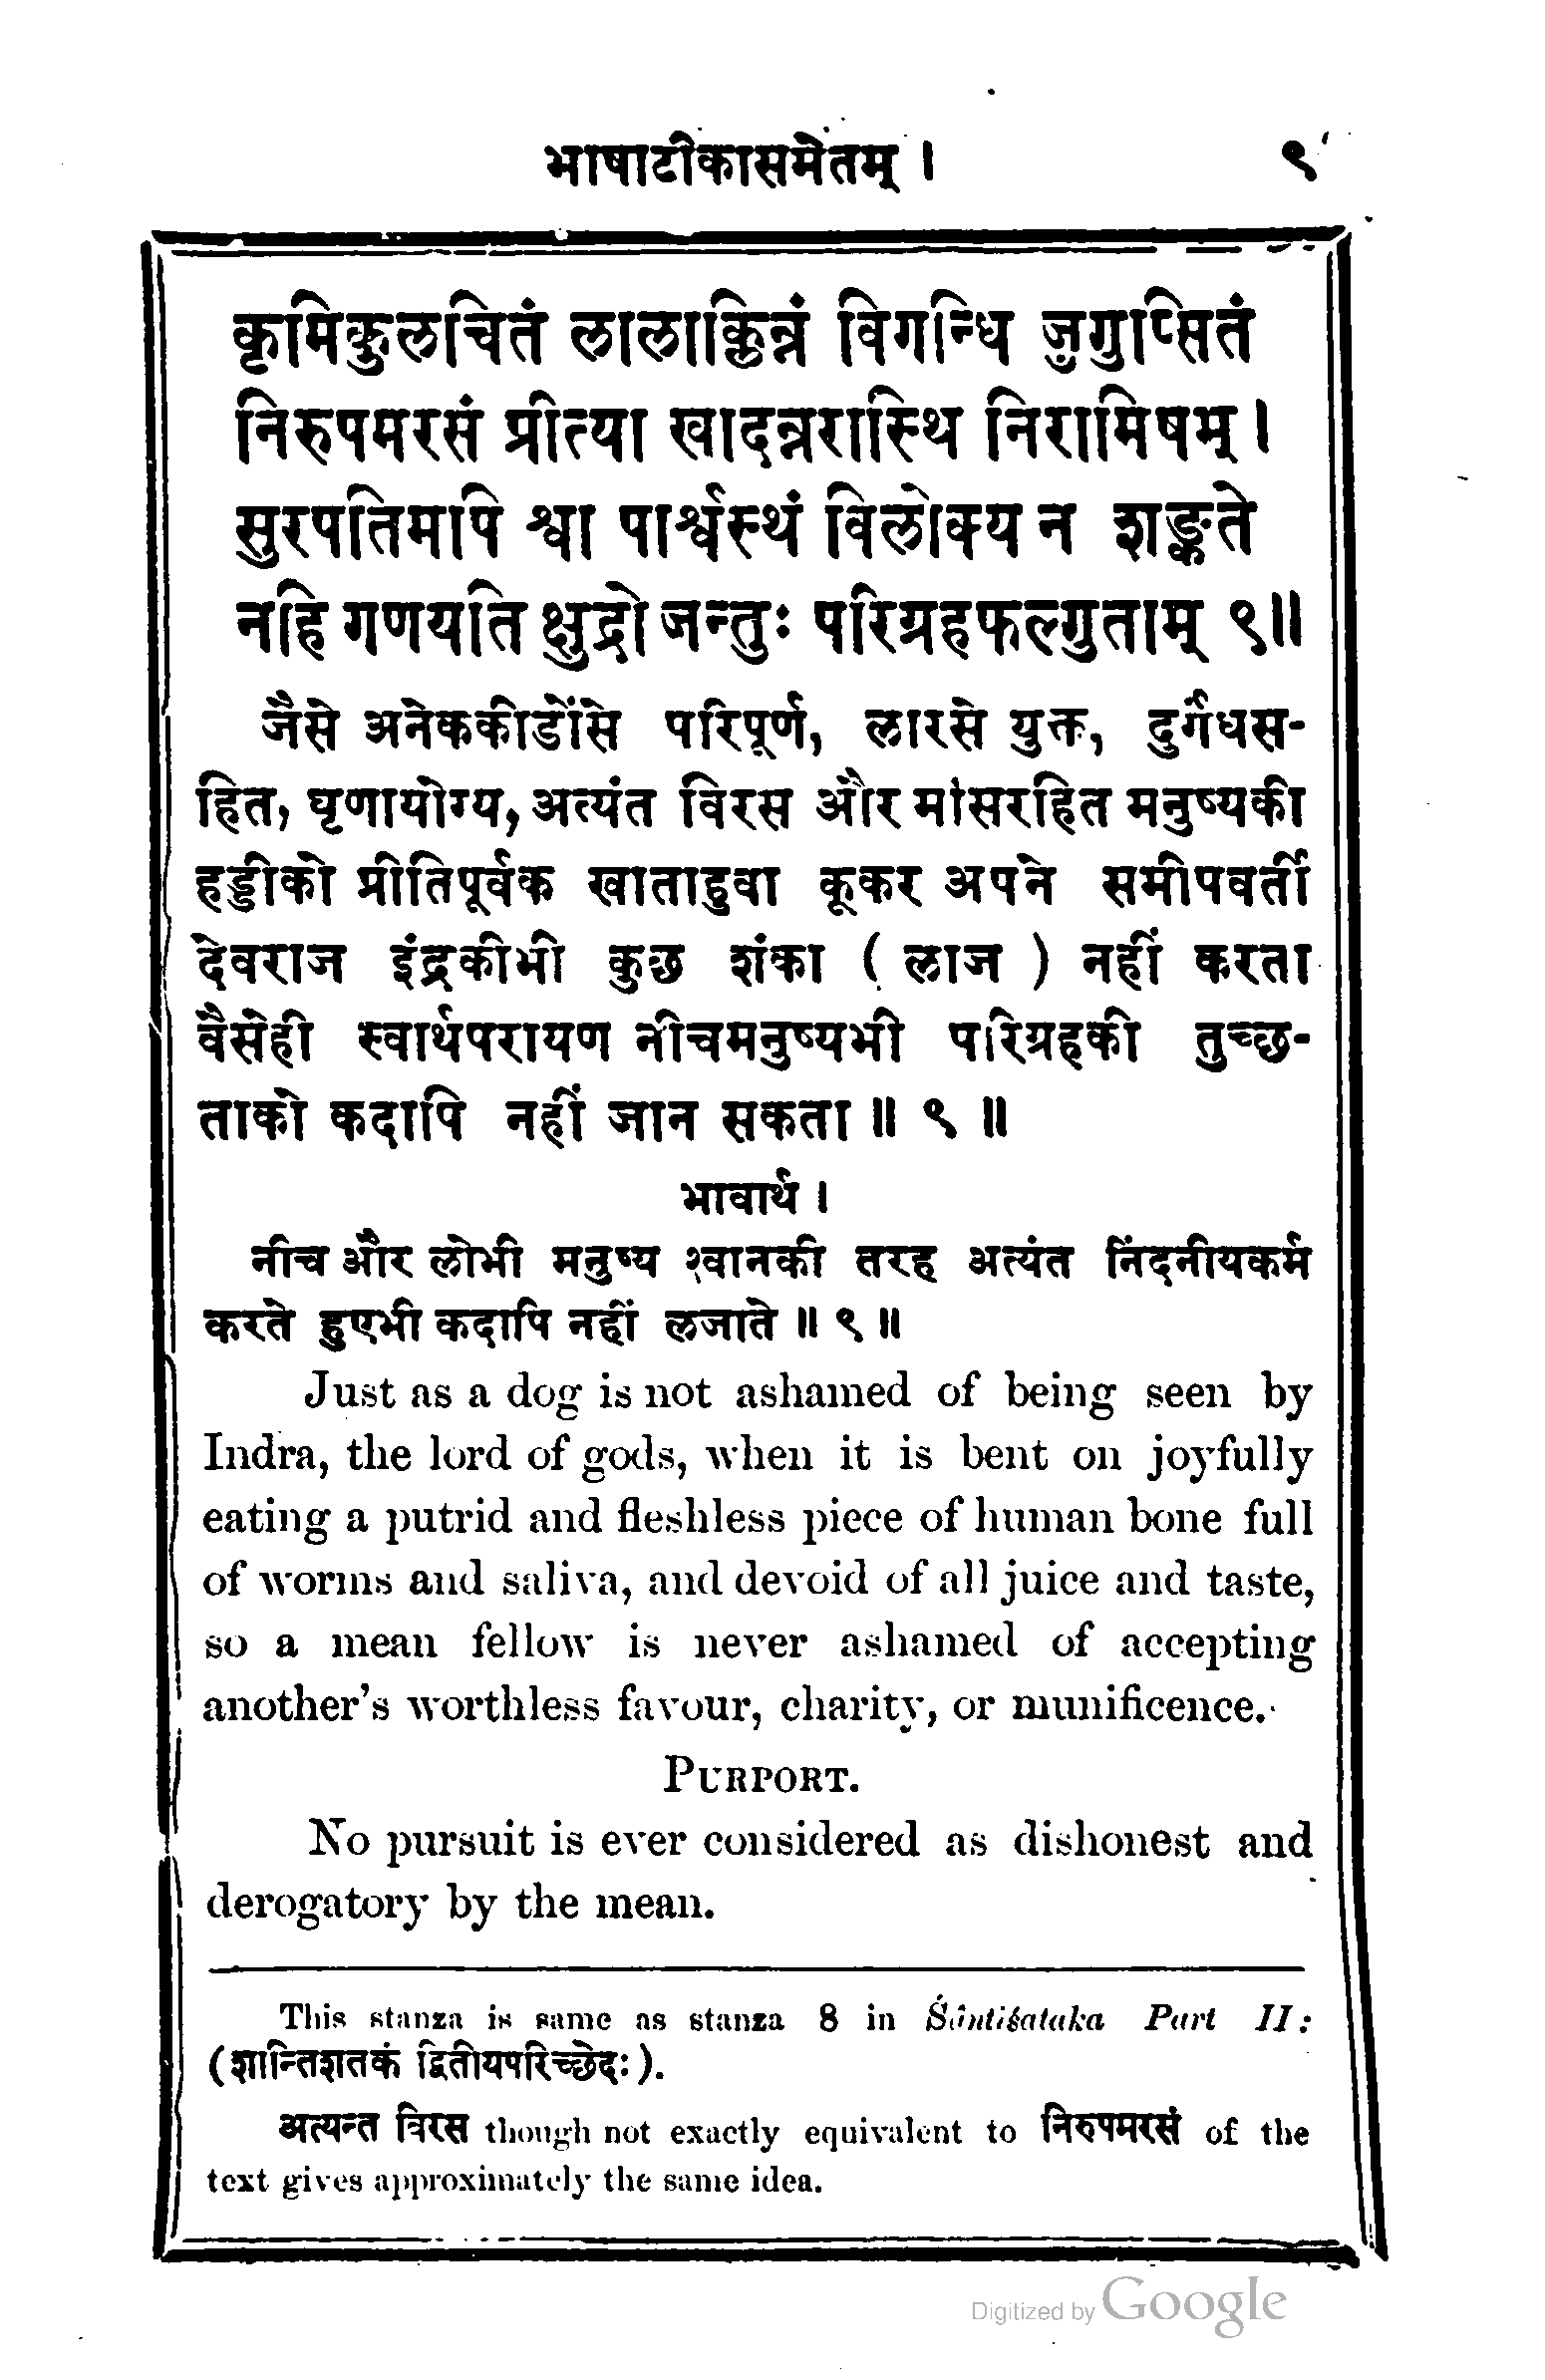 भाषाटीकासमेतम् । ९
कृमिकुलचितं लालाक्लिन्नं विगन्धि जुगुप्सितं
निरुपमरसं प्रीत्या खादन्नरास्थि निरामिषम् ।
सुरपतिमपि श्वा पार्श्वस्थं विलोक्य न शङ्कते
नहि गणयति क्षुद्रो जन्तुः परिग्रहफल्गुताम् ९॥
जैसे अनेककीडोंसे परिपूर्ण, लारसे युक्त, दुर्गंधस-
हित, घृणायोग्य, अत्यंत विरस और मांसरहित मनुष्यकी
हड्डीको प्रीतिपूर्वक खाताहुवा कूकर अपने समीपवर्ती
देवराज इंद्रकीभी कुछ शंका ( लाज ) नहीं करता
वैसेही स्वार्थपरायण नीचमनुष्यभी परिग्रहकी तुच्छ-
ताको कदापि नहीं जान सकता ॥ ९ ॥
भावार्थ ।
नीच और लोभी मनुष्य श्वानकी तरह अत्यंत निंदनीयकर्म
करते हुएभी कदापि नहीं लजाते ॥ ९ ॥
Just as a dog is not ashamed of being seen by
Indra, the lord of gods, when it is bent on joyfully
eating a putrid and fleshless piece of human bone full
of worms and saliva, and devoid of all juice and taste,
so a mean fellow is never ashamed of accepting
another's worthless favour, charity, or munificence.
PURPORT.
No pursuit is ever considered as dishonest and
derogatory by the mean.
This stanza is same as stanza 8 in Śântiśataka Part II:
(शान्तिशतकं द्वितीयपरिच्छेदः).
अत्यन्त विरस though not exactly equivalent to निरुपमरसं of the
text gives approximately the same idea.
Digitized by Google